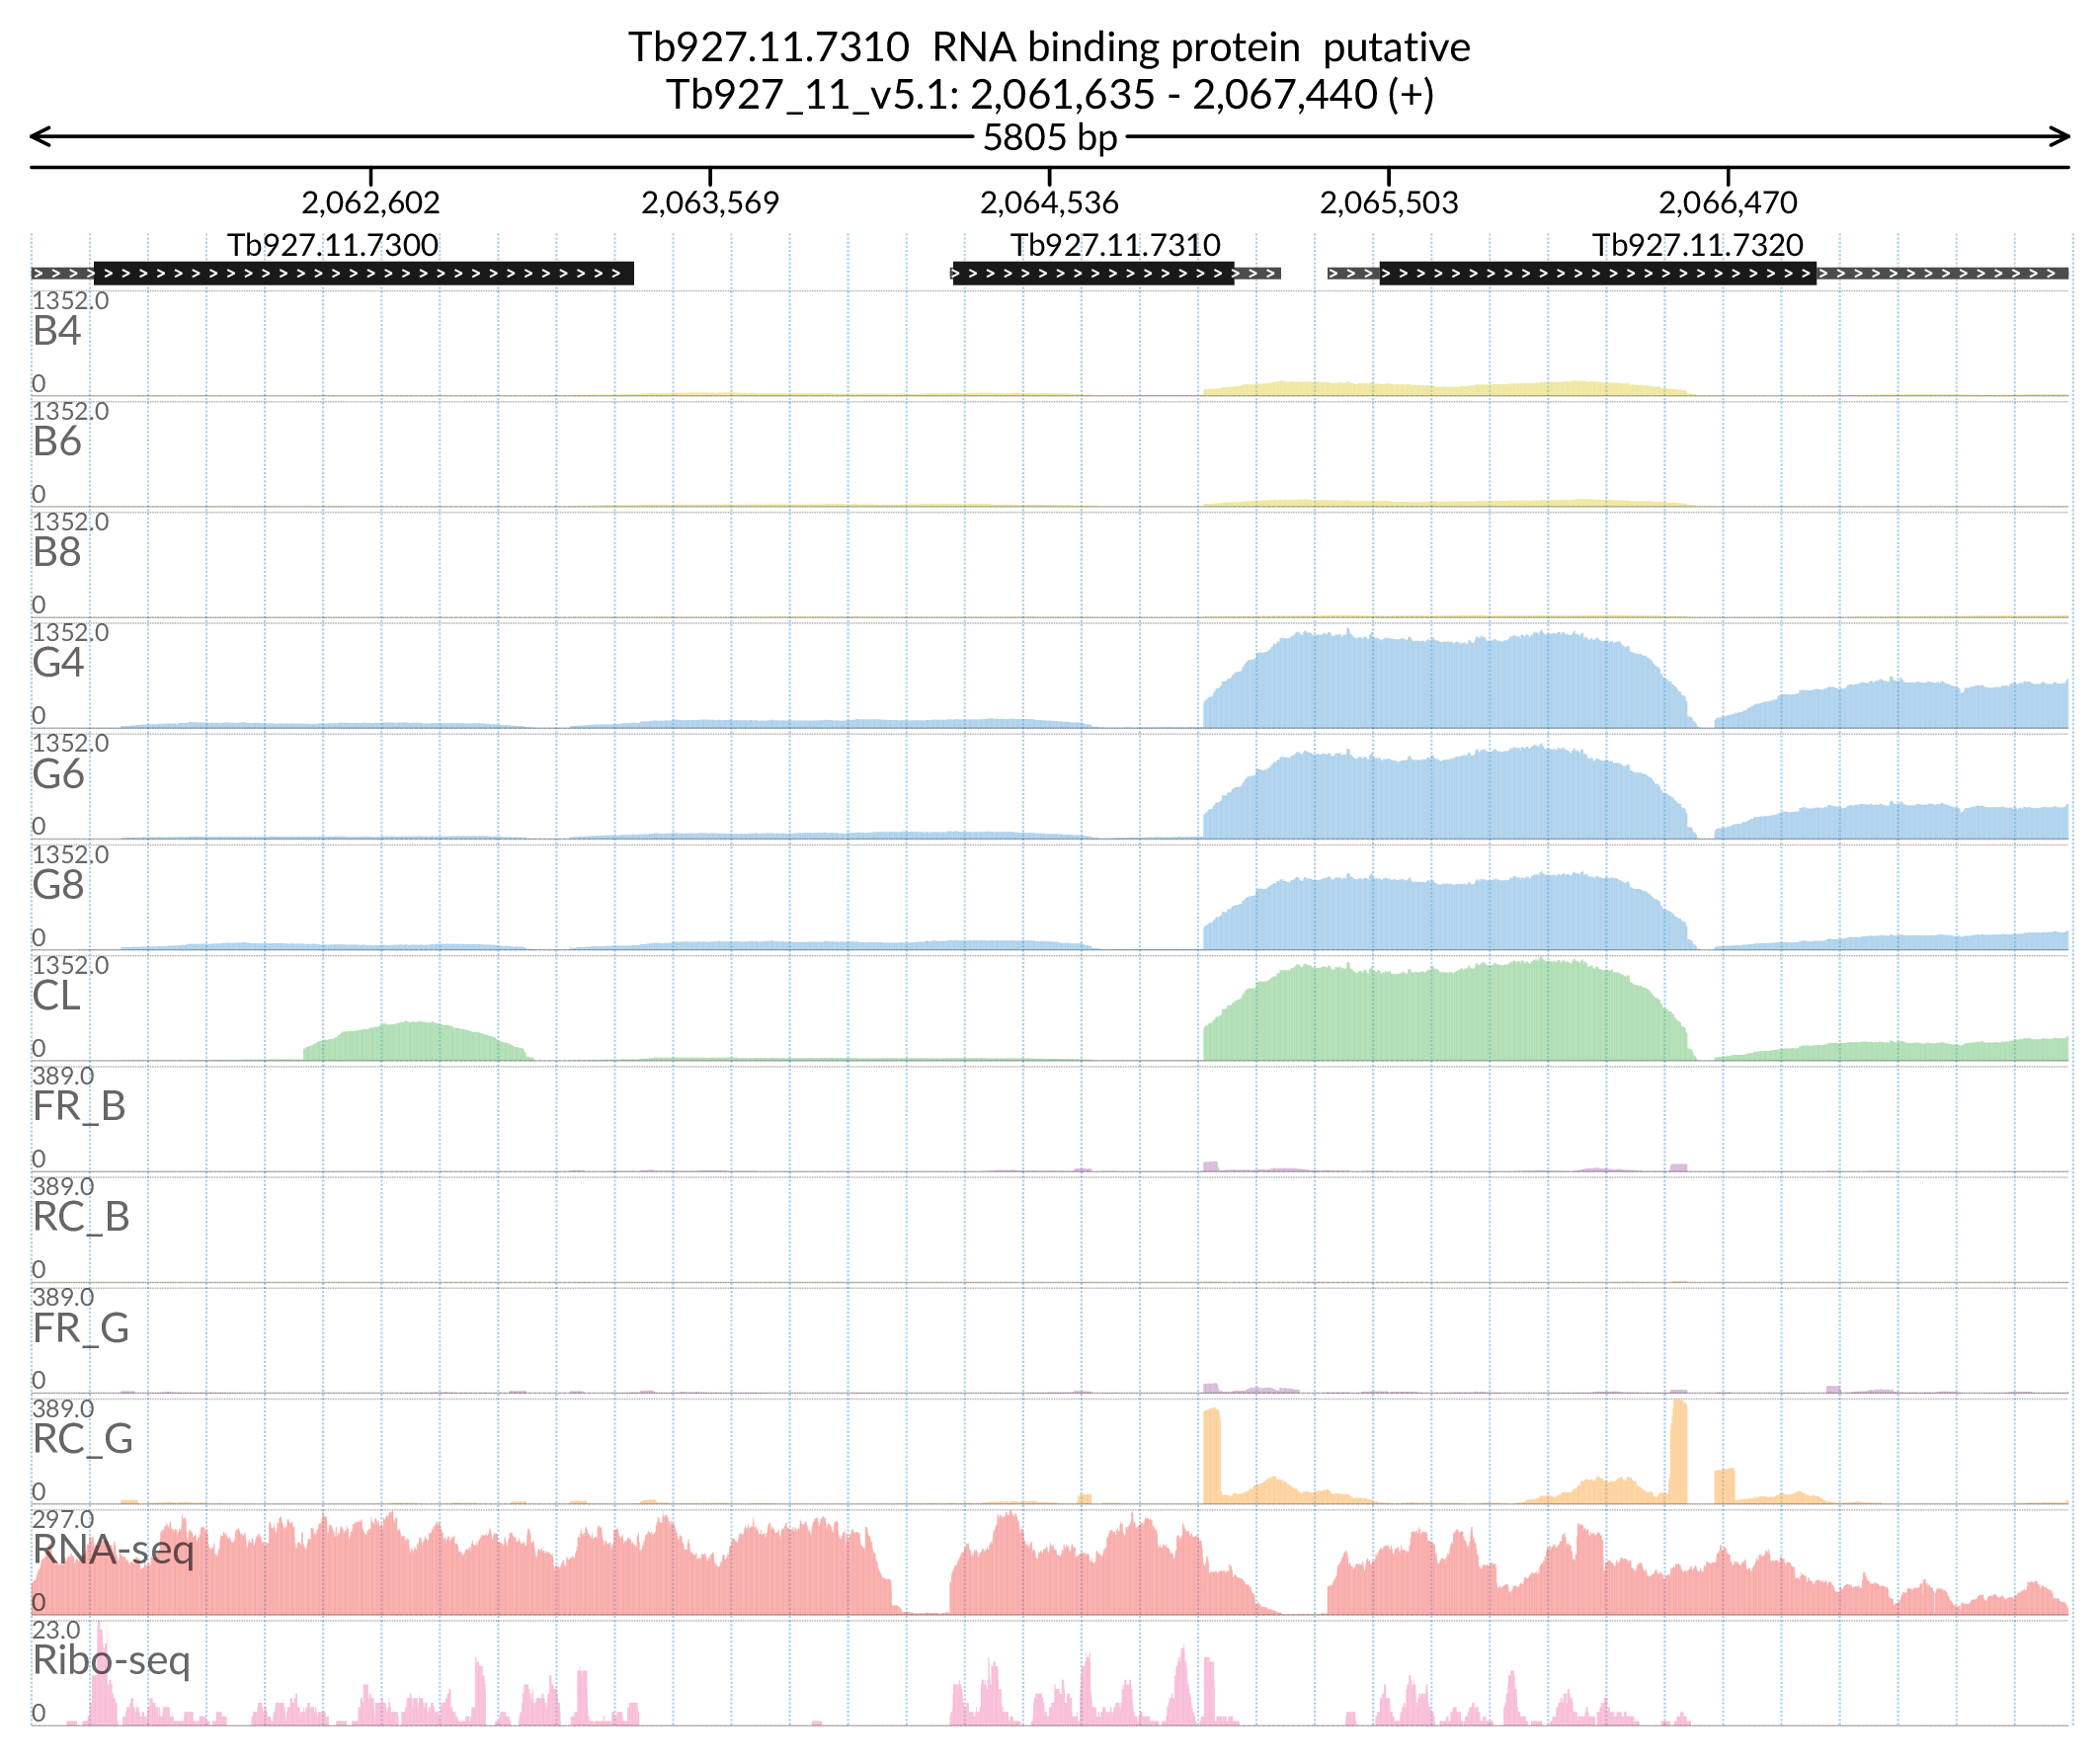 Tb927.11.7310  RNA binding protein  putative
Tb927_11_v5.1: 2,061,635 - 2,067,440 (+)
5805 bp
2,062,602 2,063,569 2,064,536 2,065,503 2,066,470
Tb927.11.7300 Tb927.11.7310 Tb927.11.7320
1352.0
B4
0
1352.0
B6
0
1352.0
B8
0
1352.0
G4
0
1352.0
G6
0
1352.0
G8
0
1352.0
CL
0
389.0
FR_B
0
389.0
RC_B
0
389.0
FR_G
0
389.0
RC_G
0
297.0
RNA-seq
0
23.0
Ribo-seq
0